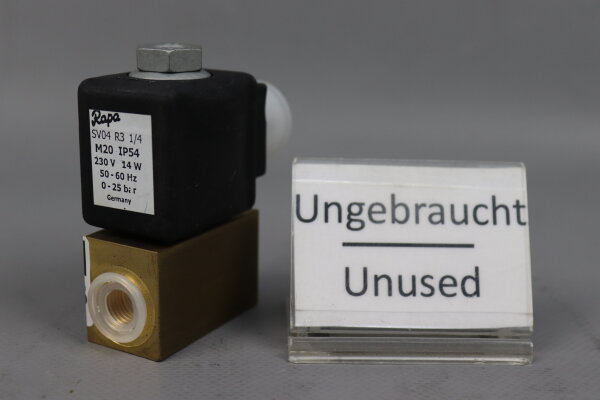 Rapa
SV04 R3 1/4
M20 IP54
230 V 14 W
50-60 Hz
0-25 bar
Germany
Ungebraucht
Unused